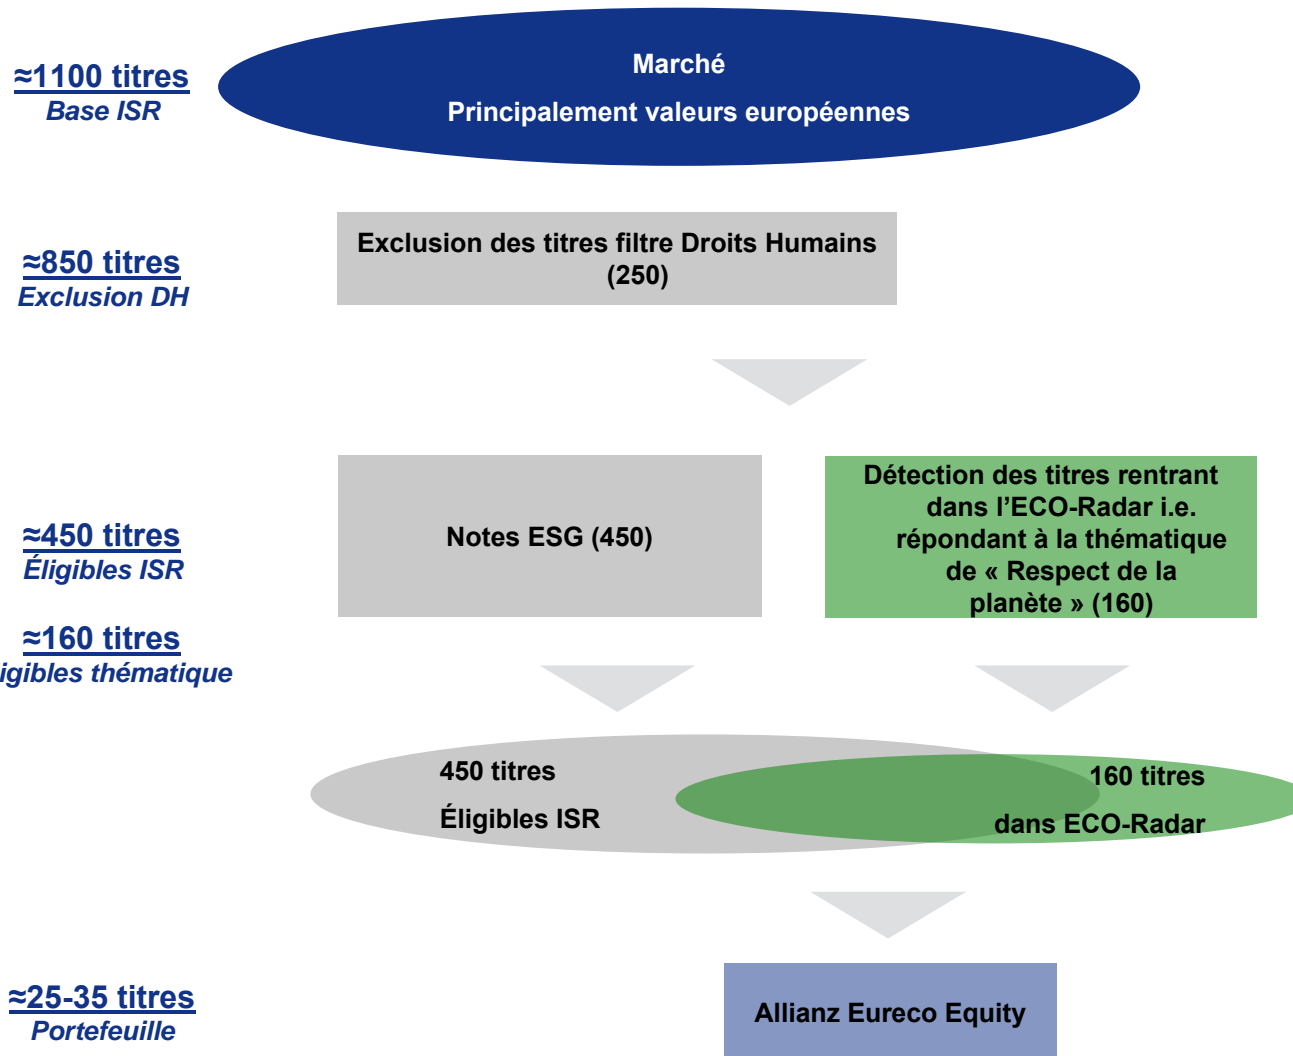 ≈1100 titres
Base ISR
Marché
Principalement valeurs européennes
≈850 titres
Exclusion DH
Exclusion des titres filtre Droits Humains
(250)
≈450 titres
Éligibles ISR
Notes ESG (450)
Détection des titres rentrant
dans l'ECO-Radar i.e.
répondant à la thématique
de « Respect de la
planète » (160)
≈160 titres
igibles thématique
450 titres
Éligibles ISR
160 titres
dans ECO-Radar
≈25-35 titres
Portefeuille
Allianz Eureco Equity